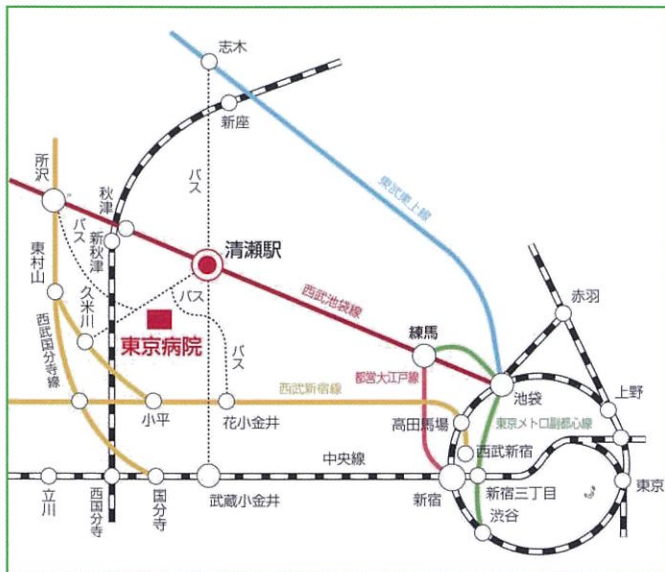 志木
新座
バス
東武東上線
所沢
秋津
新秋津
バス
清瀬駅
東村山
久米川
バス
西武池袋線
赤羽
東京病院
練馬
バス
西武国分寺線
都営大江戸線
池袋
西武新宿線
上野
小平
花小金井
高田馬場
東京メトロ副都心線
西武新宿
中央線
立川
西国分寺
国分寺
武蔵小金井
新宿
新宿三丁目
東京
渋谷